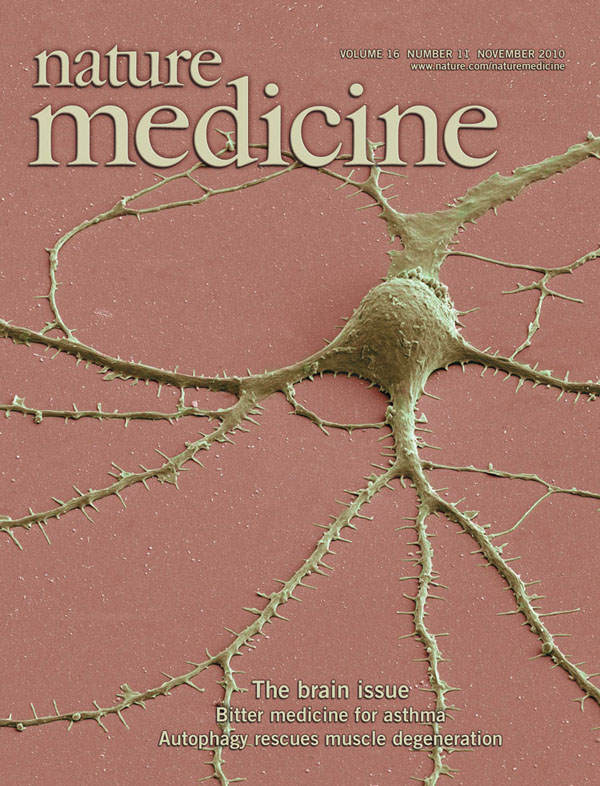 nature
VOLUME 16 NUMBER 11 NOVEMBER 2010
www.nature.com/naturemedicine
medicine
The brain issue
Bitter medicine for asthma
Autophagy rescues muscle degeneration